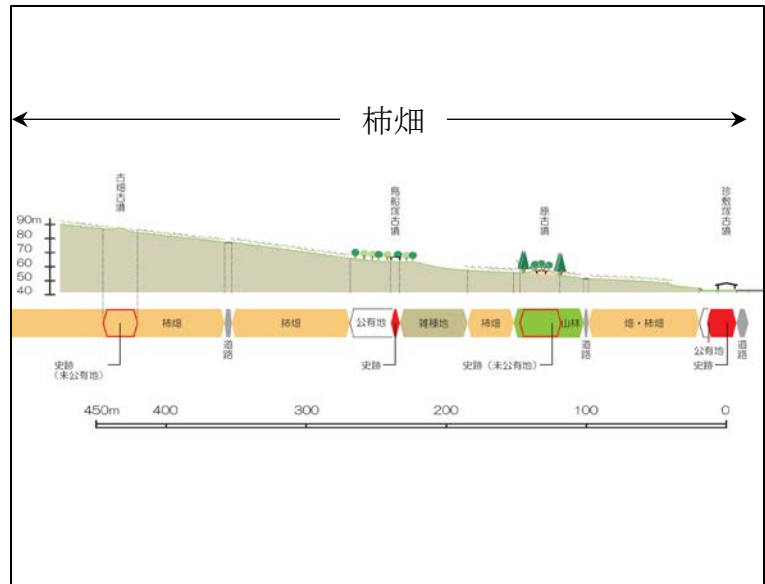 柿畑
古畑古墳
鳥船塚古墳
原古墳
珍敷塚古墳
90m
80
70
60
50
40
柿畑
道路
柿畑
公有地
雑種地
柿畑
山林
道路
畑・柿畑
公有地
道路
史跡
(未公有地)
史跡
史跡(未公有地)
史跡
450m
400
300
200
100
0